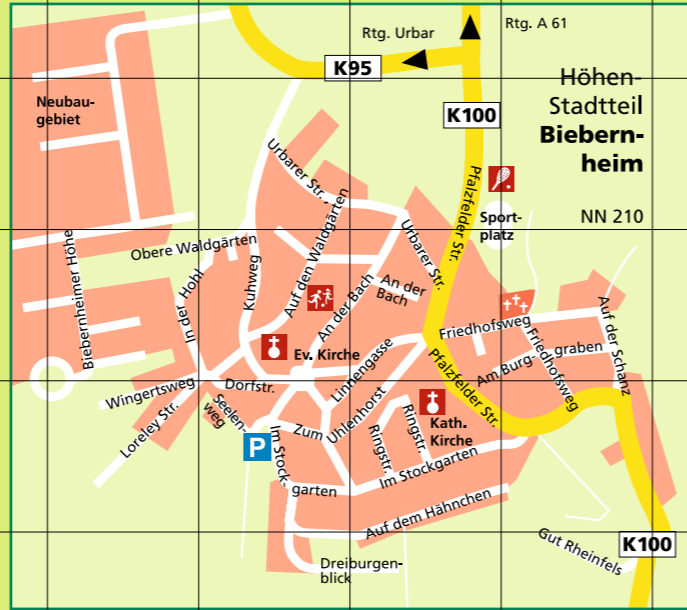 Rtg. Urbar
Rtg. A 61
K95
K100
Höhen-
Stadtteil
Biebern-
heim
NN 210
Neubau-
gebiet
Urbarer Str.
Pfalzfelder Str.
Sport-
platz
Obere Waldgärten
Biebernheimer Höhe
In der Hohl
Kuhweg
Auf den Waldgärten
An der Bach
An der
Bach
Urbarer Str.
Ev. Kirche
Linnengasse
Friedhofsweg
Friedhofsweg
Auf der Schanz
Am Burg-
graben
Pfalzfelder Str.
Wingertsweg
Dorfstr.
Loreley Str.
Seelen-
weg
P
Im Stock-
garten
Zum
Uhlenhorst
Ringstr.
Ringstr.
Kath.
Kirche
Im Stockgarten
Auf dem Hähnchen
Dreiburgen-
blick
Gut Rheinfels
K100